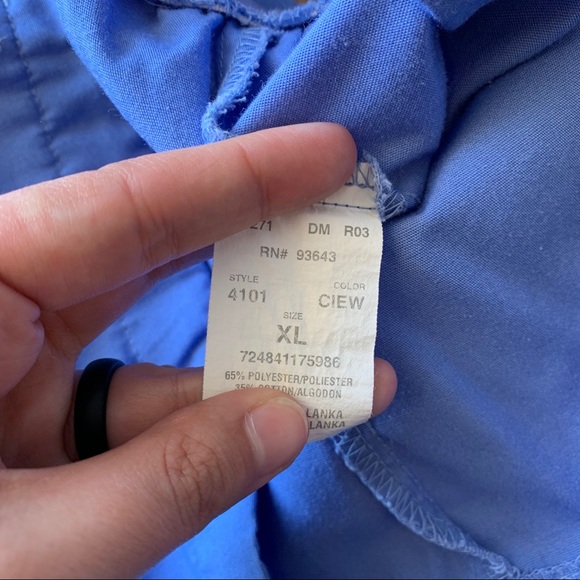 DM R03
RN# 93643
STYLE COLOR
4101 CIEW
SIZE
XL
724841175986
65% POLYESTER/POLIESTER
35% COTTON/ALGODON
LANKA
LANKA